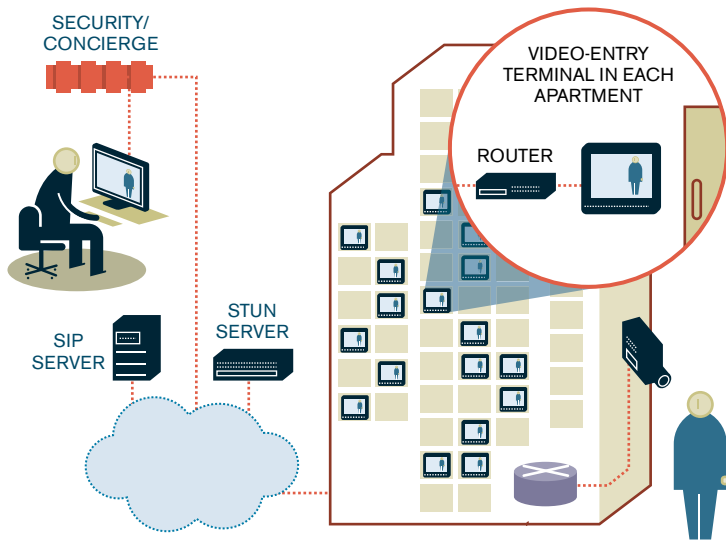 SECURITY/
CONCIERGE
VIDEO-ENTRY
TERMINAL IN EACH
APARTMENT
ROUTER
STUN
SERVER
SIP
SERVER